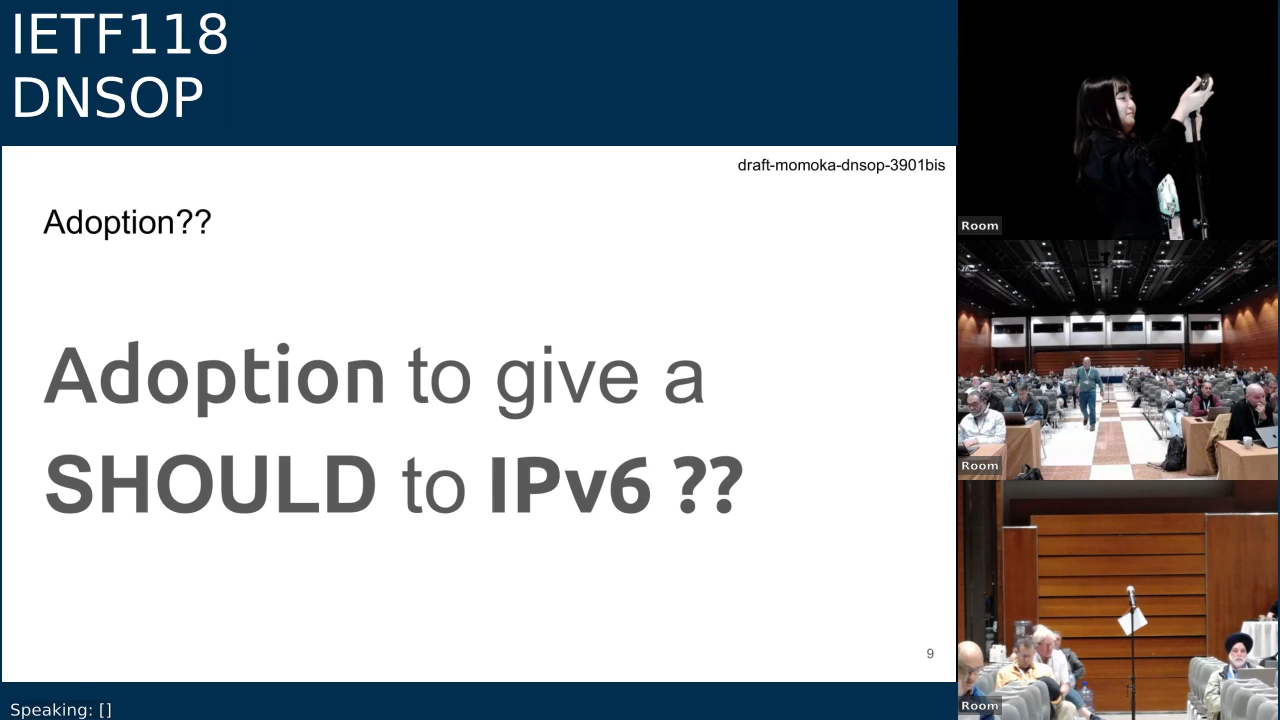 IETF118
DNSOP
draft-momoka-dnsop-3901bis
Adoption??
Adoption to give a
SHOULD to IPv6 ??
9
Speaking: []
Room
Room
Room